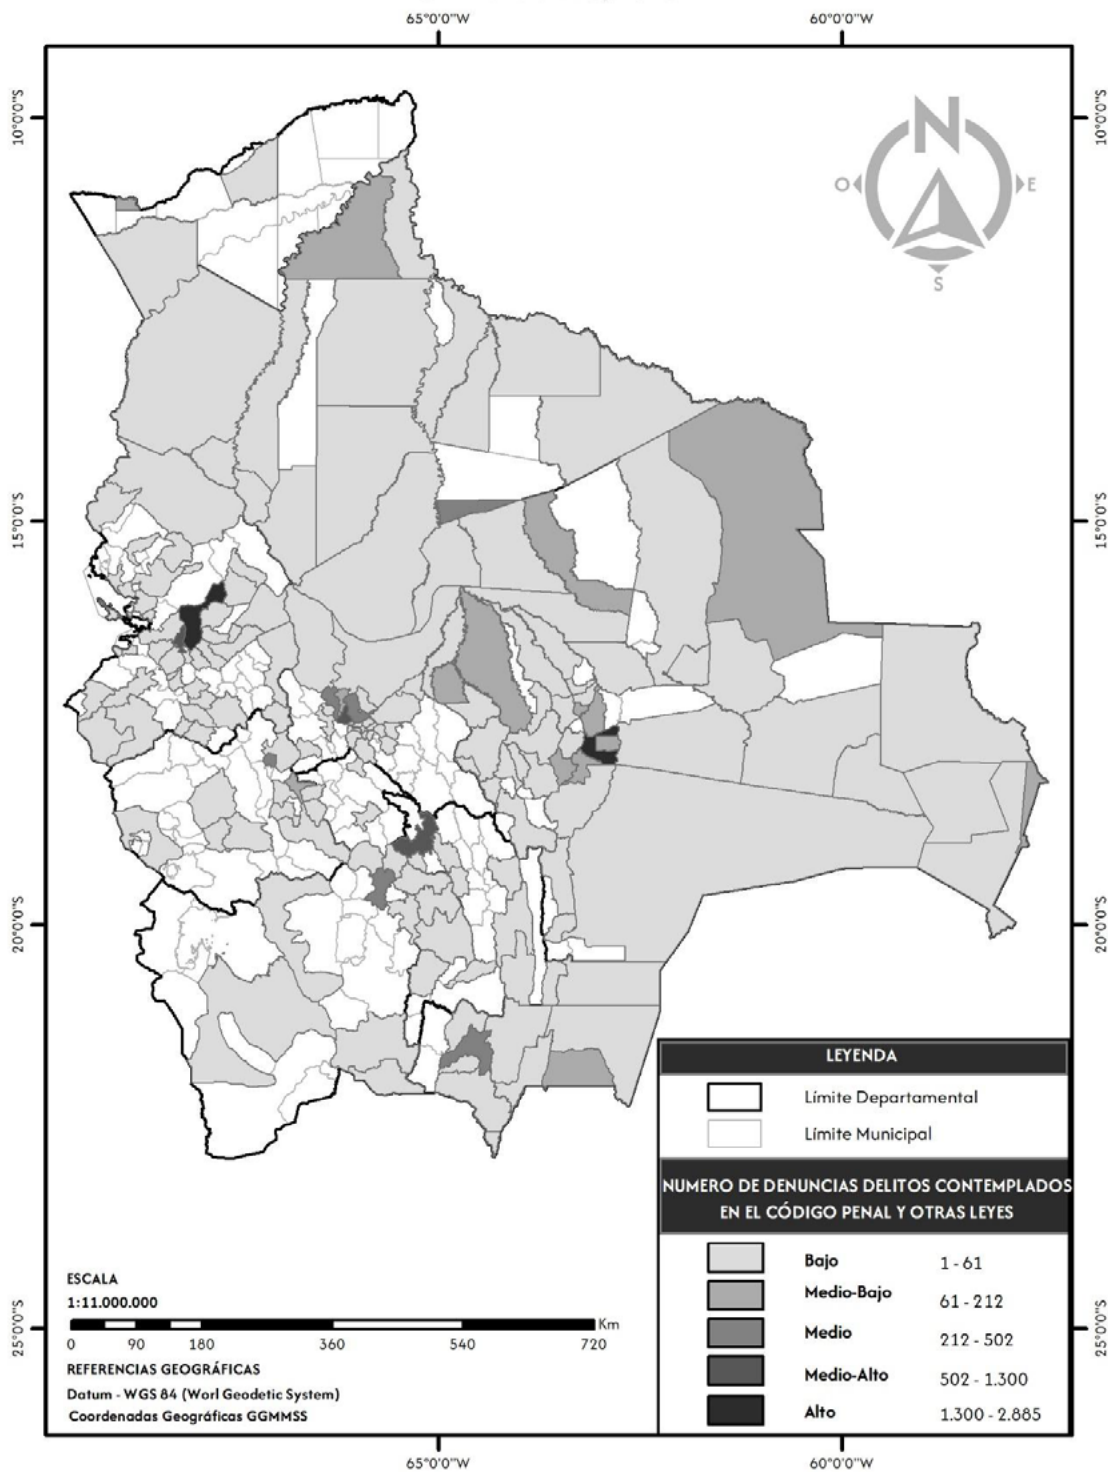 65°0'0"W
60°0'0"W
10°0'0"S
10°0'0"S
N
O
E
S
15°0'0"S
15°0'0"S
20°0'0"S
20°0'0"S
LEYENDA
Límite Departamental
Límite Municipal
NUMERO DE DENUNCIAS DELITOS CONTEMPLADOS
EN EL CÓDIGO PENAL Y OTRAS LEYES
Bajo 1 - 61
Medio-Bajo 61 - 212
Medio 212 - 502
Medio-Alto 502 - 1.300
Alto 1.300 - 2.885
ESCALA
1:11.000.000
Km
0 90 180 360 540 720
REFERENCIAS GEOGRÁFICAS
Datum - WGS 84 (Worl Geodetic System)
Coordenadas Geográficas GGMMSS
25°0'0"S
25°0'0"S
65°0'0"W
60°0'0"W